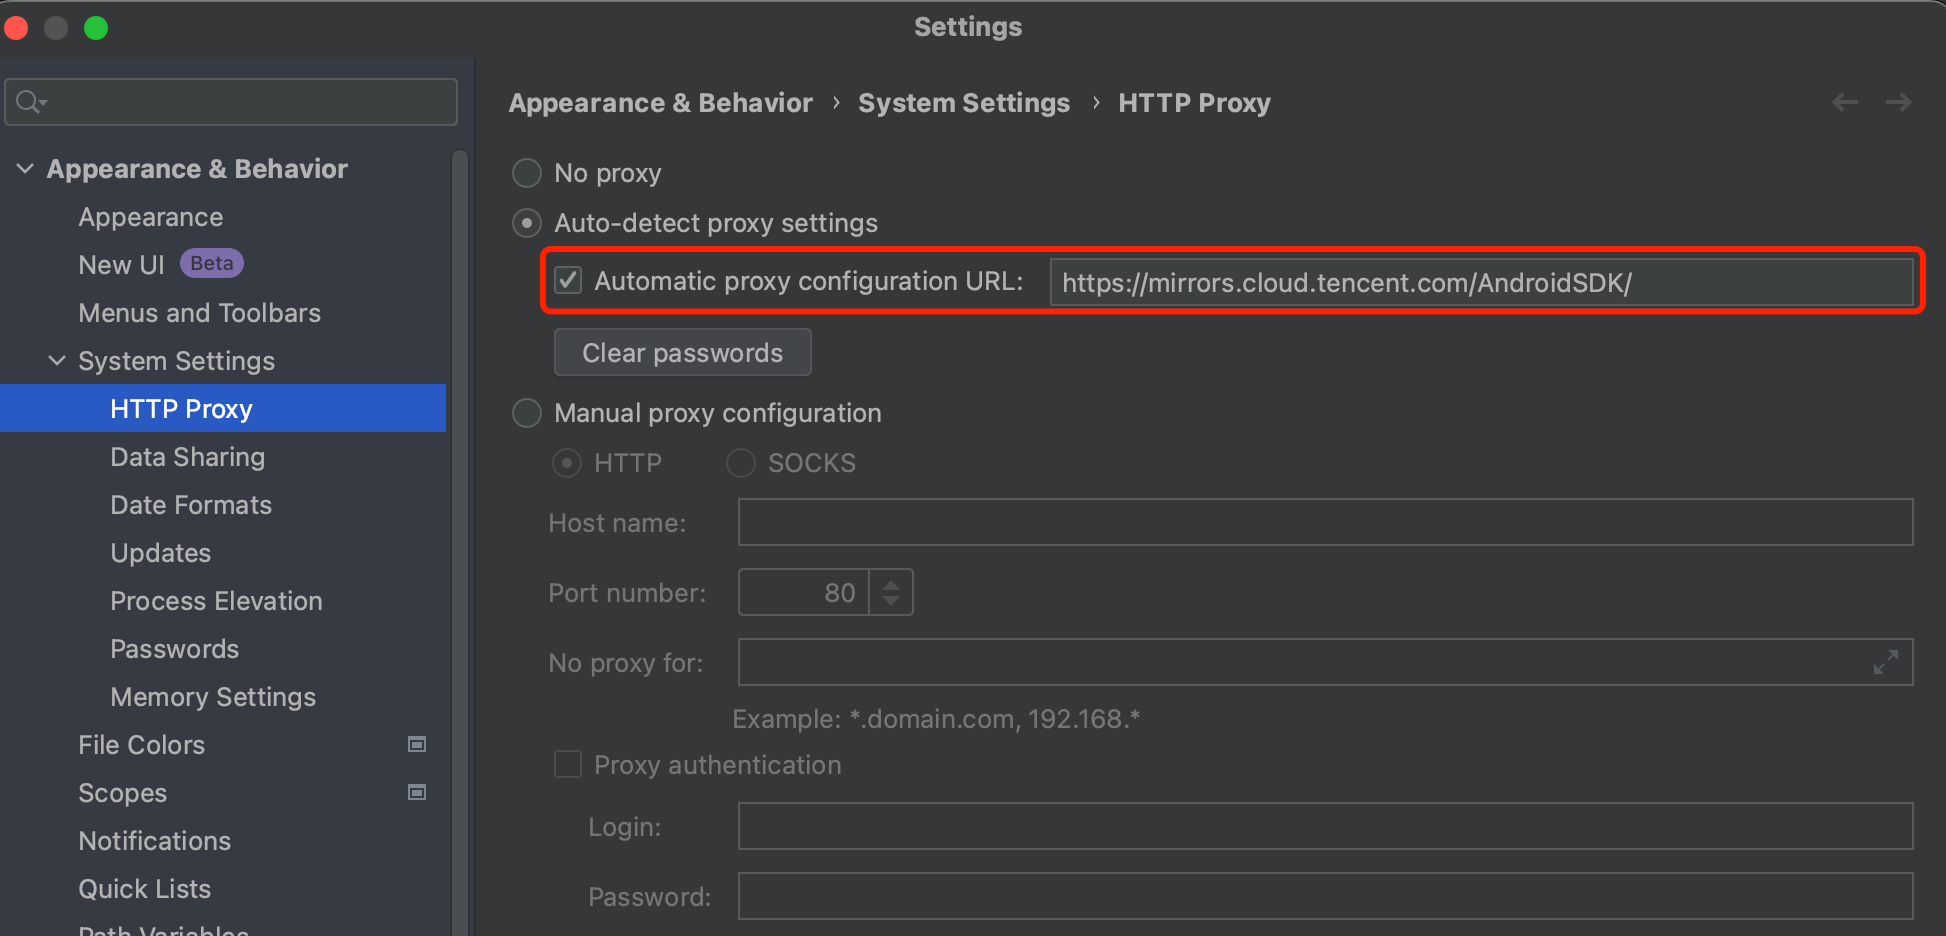 Settings
Appearance & Behavior
Appearance
New UI Beta
Menus and Toolbars
System Settings
HTTP Proxy
Data Sharing
Date Formats
Updates
Process Elevation
Passwords
Memory Settings
File Colors
Scopes
Notifications
Quick Lists
Path Variables
Appearance & Behavior › System Settings › HTTP Proxy
No proxy
Auto-detect proxy settings
Automatic proxy configuration URL: https://mirrors.cloud.tencent.com/AndroidSDK/
Clear passwords
Manual proxy configuration
HTTP SOCKS
Host name:
Port number: 80
No proxy for:
Example: *.domain.com, 192.168.*
Proxy authentication
Login:
Password: